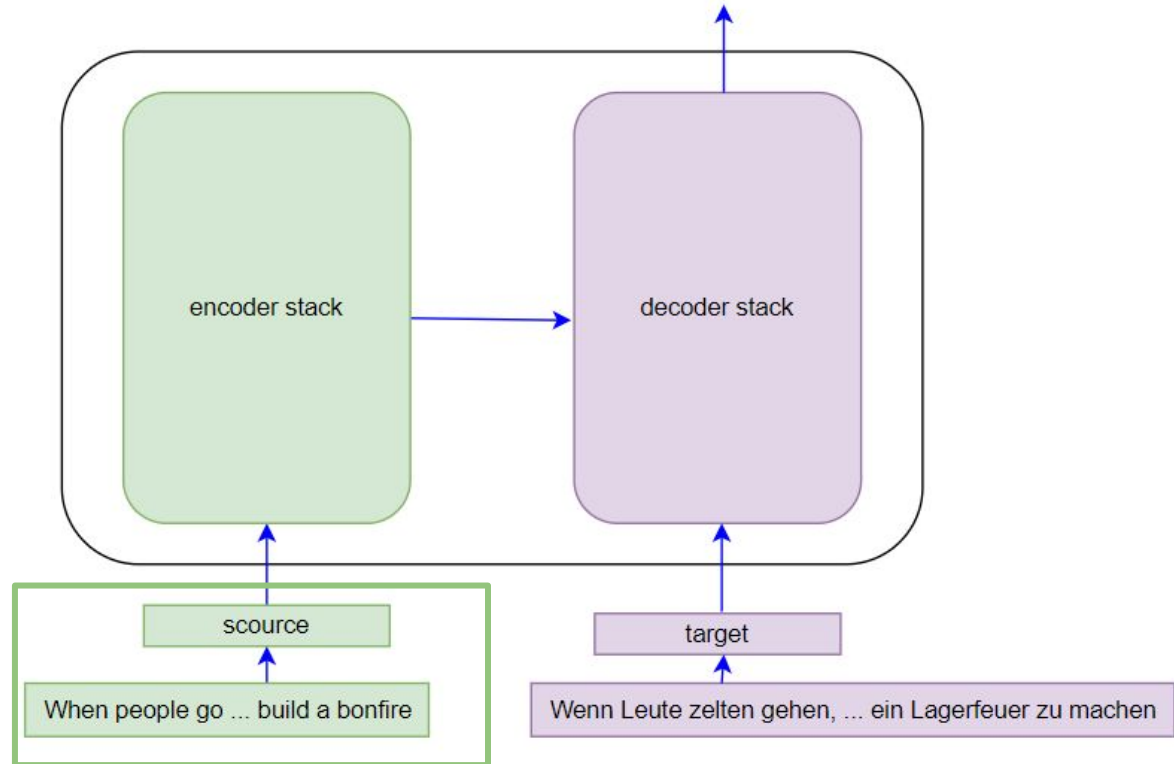 encoder stack
decoder stack
scource
target
When people go ... build a bonfire
Wenn Leute zelten gehen, ... ein Lagerfeuer zu machen